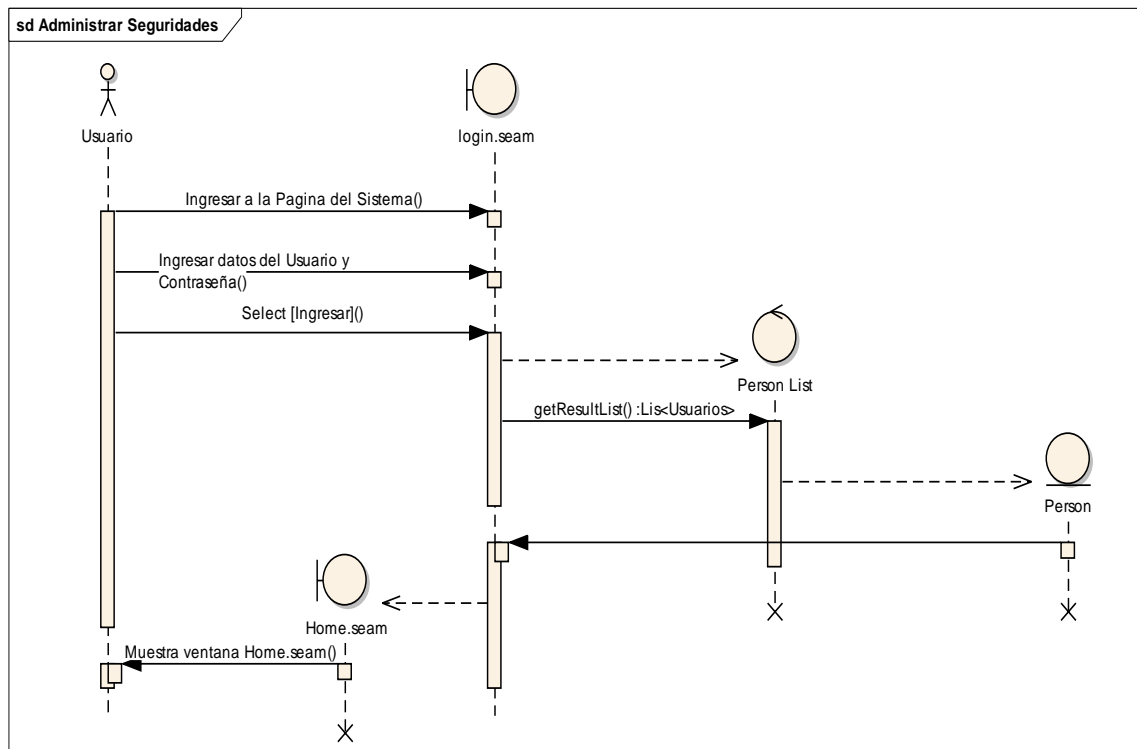 sd Administrar Seguridades
Usuario
login.seam
Ingresar a la Pagina del Sistema()
Ingresar datos del Usuario y
Contraseña()
Select [Ingresar]()
Person List
getResultList() :Lis<Usuarios>
Person
Home.seam
Muestra ventana Home.seam()